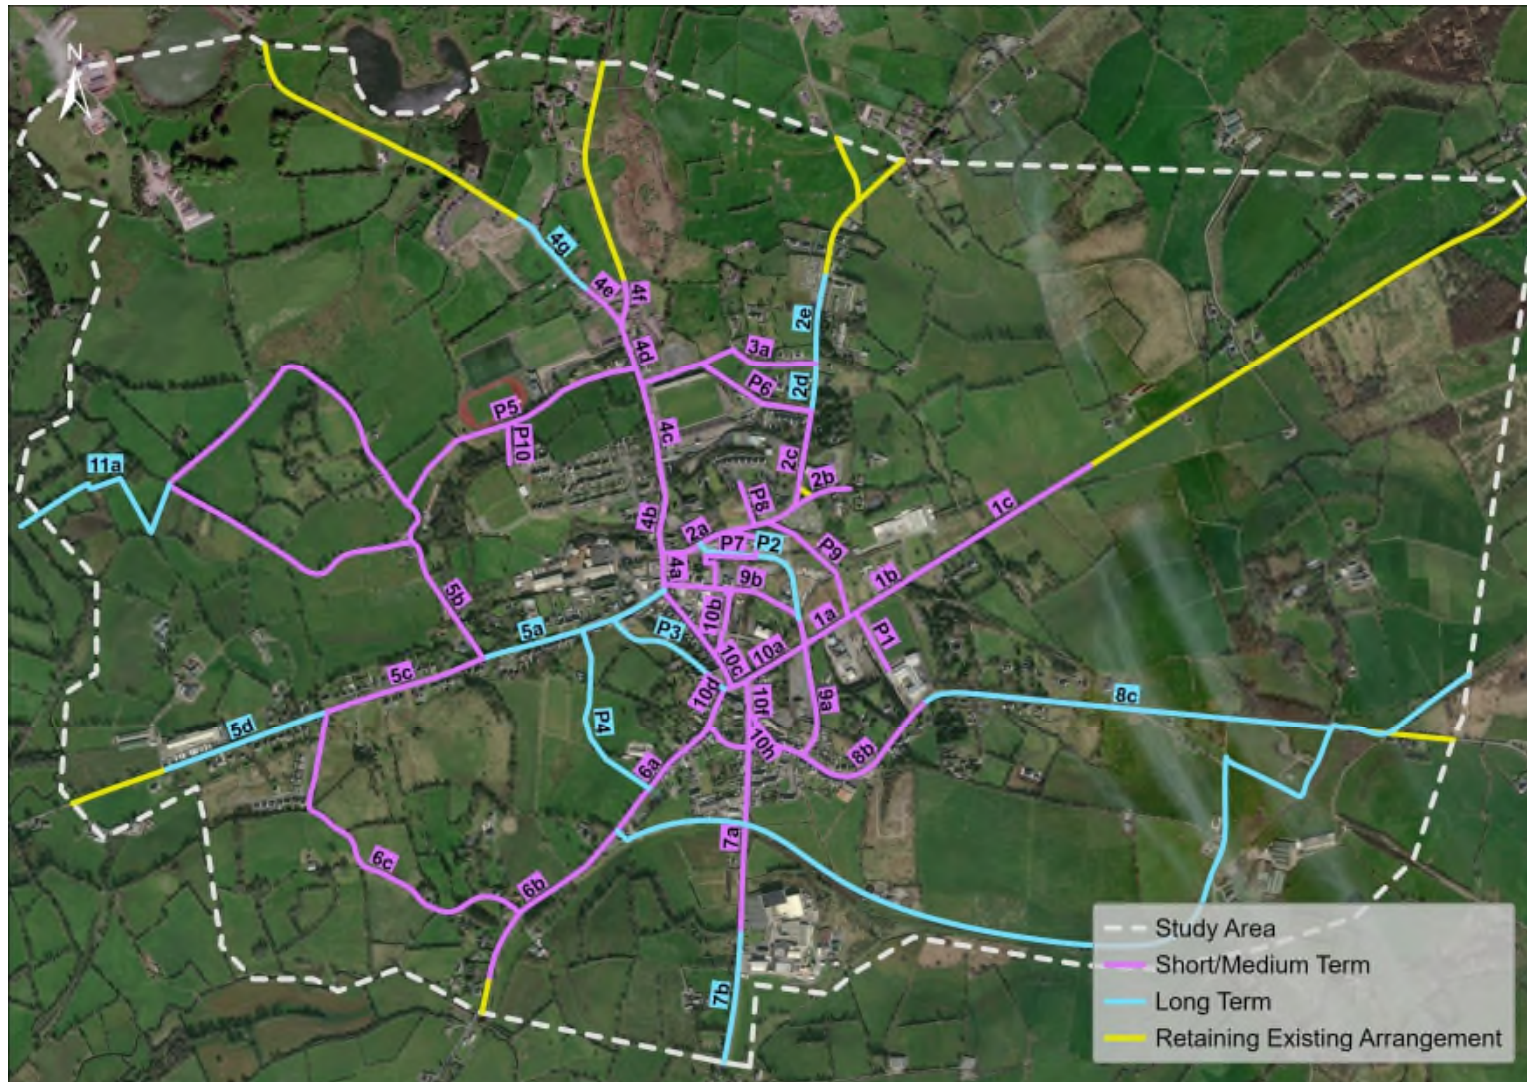 N
4g
4e
4f
2e
4d
3a
P6
2d
P5
4c
P10
2c
11a
2b
P8
1c
4b
2a
P7
P2
P9
4a
9b
1b
5b
10b
1a
5a
P3
P1
10c
10a
5c
10d
10f
9a
8c
P4
5d
10h
8b
6a
7a
6c
6b
7b
Study Area
Short/Medium Term
Long Term
Retaining Existing Arrangement